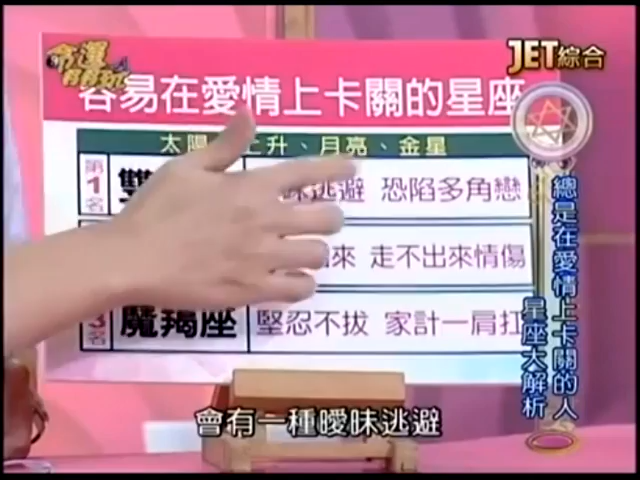 命運好好玩
JET綜合
容易在愛情上卡關的星座
太陽、上升、月亮、金星
第1名 雙 昧逃避 恐陷多角戀
來 走不出來情傷
3名 魔羯座 堅忍不拔 家計一肩扛
總是在愛情上卡關的人
星座大解析
會有一種曖昧逃避